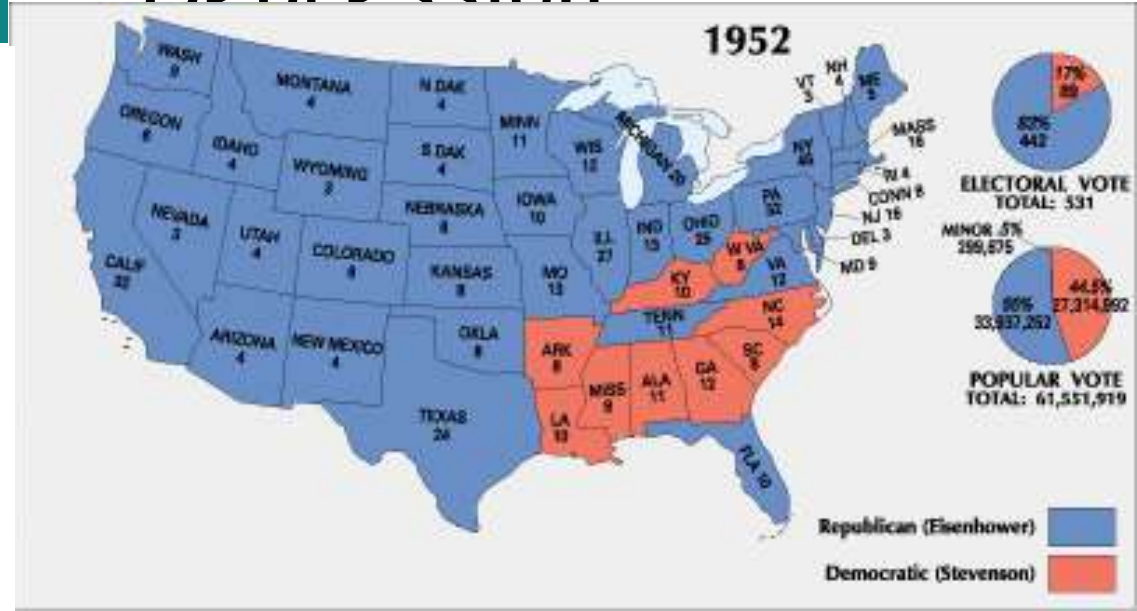 1952
WASH
9
OREGON
6
CALIF
32
NEVADA
3
IDAHO
4
MONTANA
4
WYOMING
3
UTAH
4
COLORADO
6
ARIZONA
4
NEW MEXICO
4
N DAK
4
S DAK
4
NEBRASKA
6
KANSAS
8
OKLA
8
TEXAS
24
MINN
11
IOWA
10
MO
13
ARK
8
LA
10
WIS
12
ILL
27
MICHIGAN 20
IND
13
OHIO
25
KY
10
TENN
11
MISS
8
ALA
11
GA
12
FLA 10
SC
8
NC
14
VA
12
W VA
8
PA
32
NY
45
VT
3
NH
4
ME
5
MASS
16
RI 4
CONN 8
NJ 16
DEL 3
MD 9
17%
89
83%
442
ELECTORAL VOTE
TOTAL: 531
MINOR .5%
299,675
44.5%
27,314,992
55%
33,937,252
POPULAR VOTE
TOTAL: 61,551,919
Republican (Eisenhower)
Democratic (Stevenson)